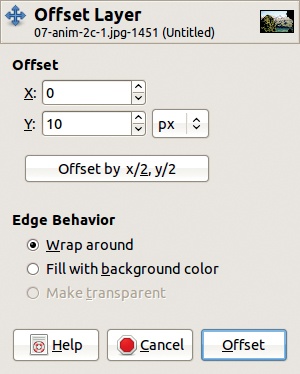 Offset Layer
07-anim-2c-1.jpg-1451 (Untitled)
Offset
X: 0
Y: 10 px
Offset by x/2, y/2
Edge Behavior
Wrap around
Fill with background color
Make transparent
Help Cancel Offset